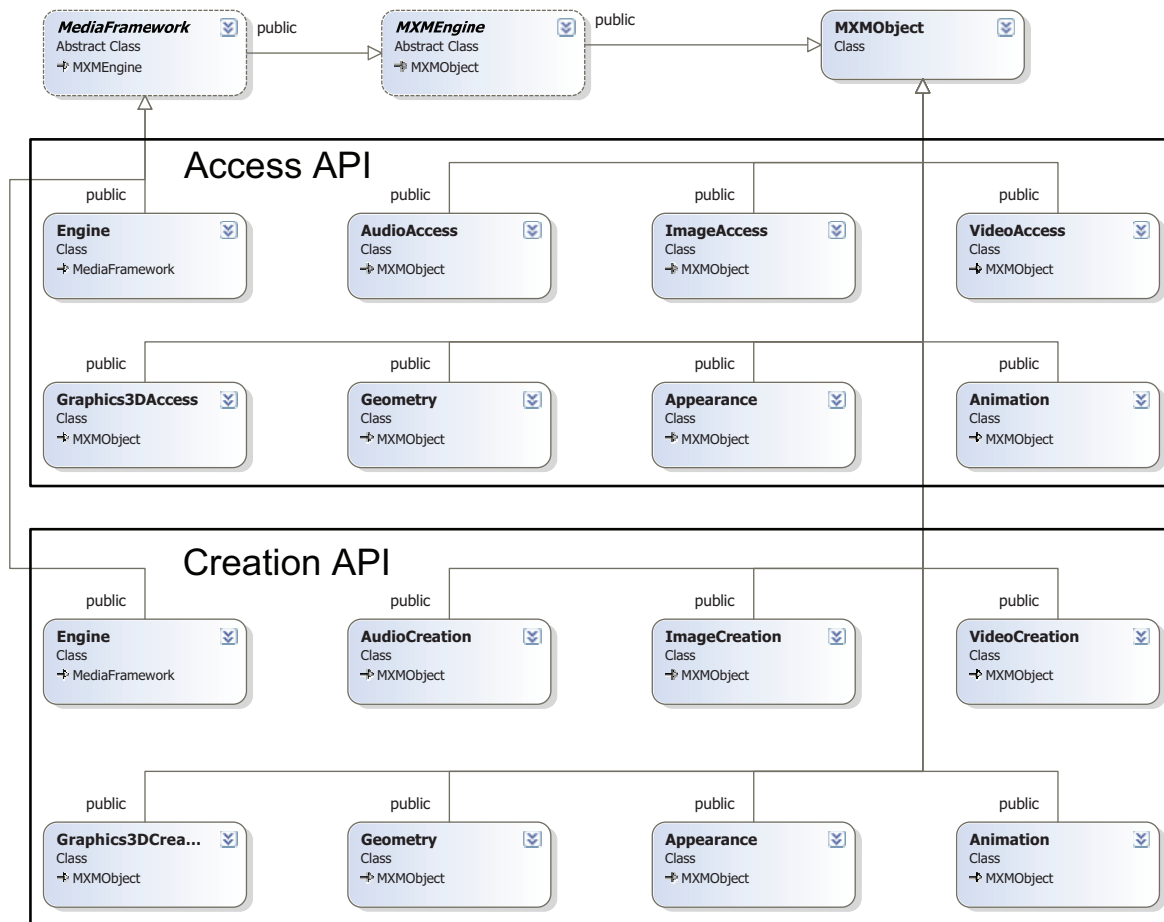 MediaFramework
Abstract Class
MXMEngine
public
MXMEngine
Abstract Class
MXMObject
public
MXMObject
Class
Access API
public
Engine
Class
MediaFramework
public
AudioAccess
Class
MXMObject
public
ImageAccess
Class
MXMObject
public
VideoAccess
Class
MXMObject
public
Graphics3DAccess
Class
MXMObject
public
Geometry
Class
MXMObject
public
Appearance
Class
MXMObject
public
Animation
Class
MXMObject
Creation API
public
Engine
Class
MediaFramework
public
AudioCreation
Class
MXMObject
public
ImageCreation
Class
MXMObject
public
VideoCreation
Class
MXMObject
public
Graphics3DCrea...
Class
MXMObject
public
Geometry
Class
MXMObject
public
Appearance
Class
MXMObject
public
Animation
Class
MXMObject